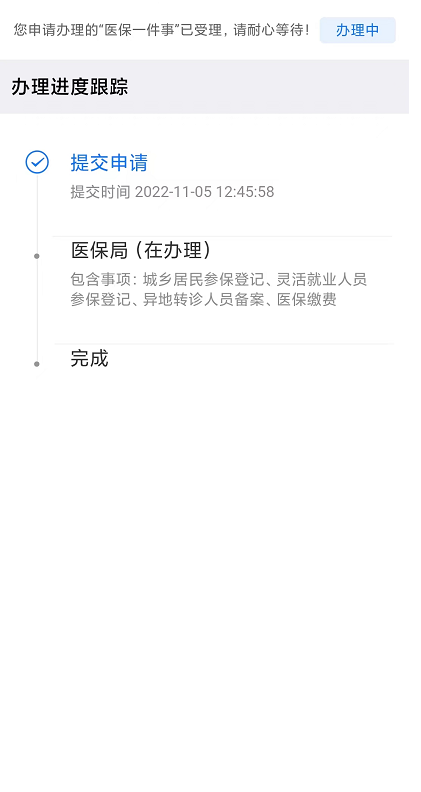 您申请办理的“医保一件事”已受理，请耐心等待！ 办理中
办理进度跟踪
提交申请
提交时间 2022-11-05 12:45:58
医保局（在办理）
包含事项：城乡居民参保登记、灵活就业人员
参保登记、异地转诊人员备案、医保缴费
完成